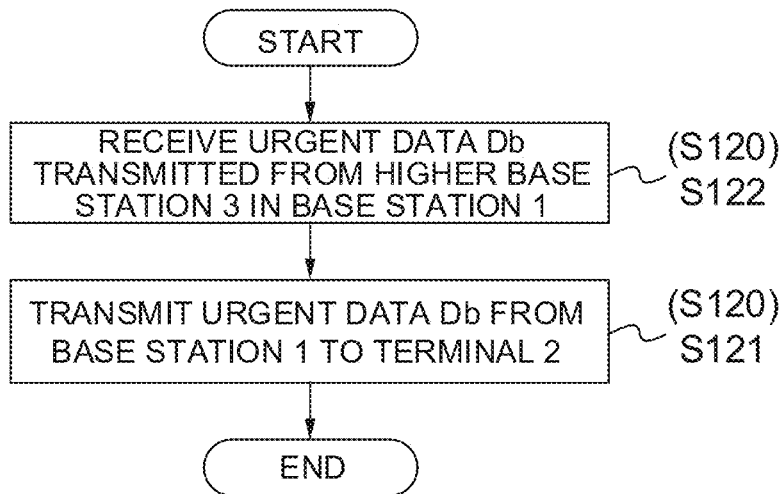 START
RECEIVE URGENT DATA Db
TRANSMITTED FROM HIGHER BASE
STATION 3 IN BASE STATION 1
(S120)
S122
TRANSMIT URGENT DATA Db FROM
BASE STATION 1 TO TERMINAL 2
(S120)
S121
END